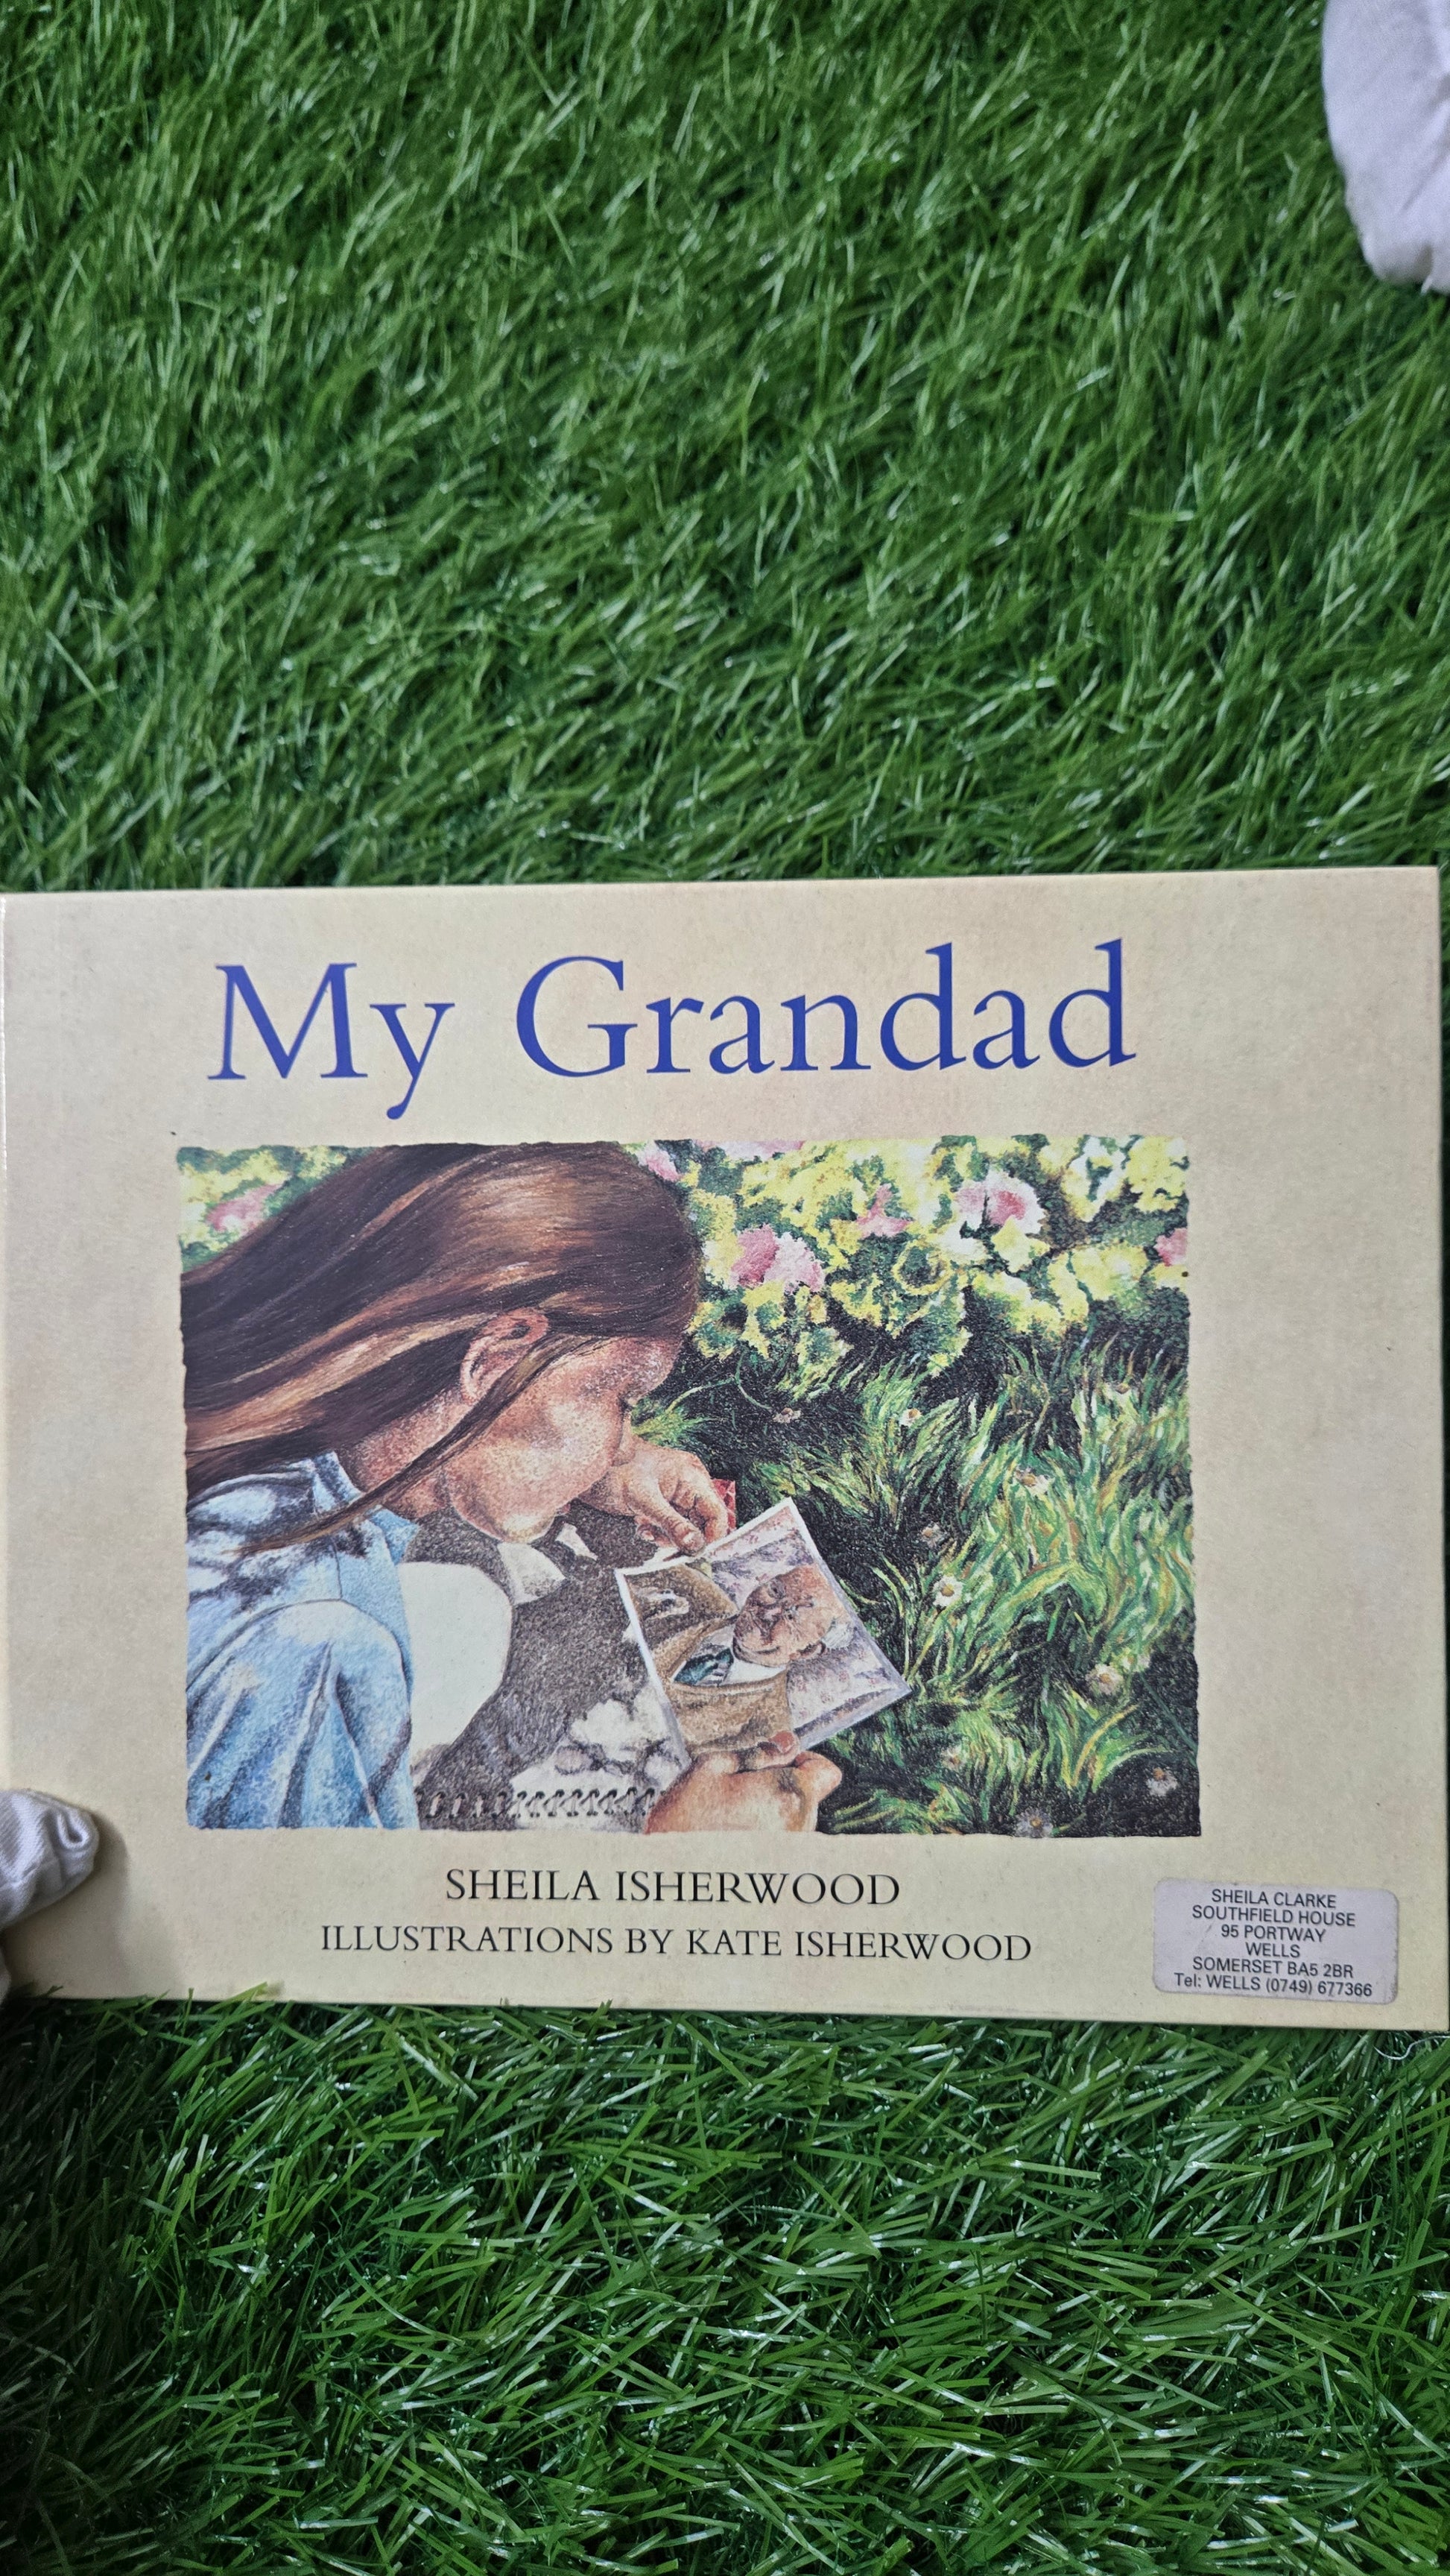 My Grandad
SHEILA ISHERWOOD
ILLUSTRATIONS BY KATE ISHERWOOD
SHEILA CLARKE
SOUTHFIELD HOUSE
95 PORTWAY
WELLS
SOMERSET BA5 2BR
Tel: WELLS (0749) 677366